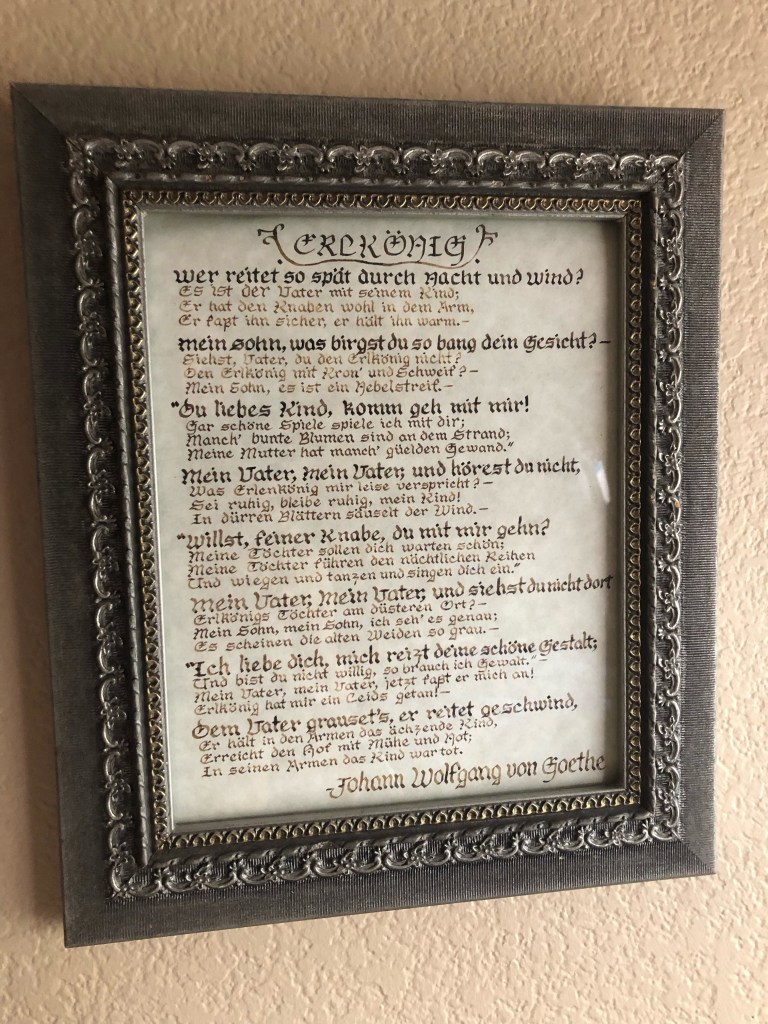 ERLKÖNIG
Wer reitet so spät durch Nacht und Wind?
Es ist der Vater mit seinem Kind;
Er hat den Knaben wohl in dem Arm,
Er faßt ihn sicher, er hält ihn warm.–
Mein Sohn, was birgst du so bang dein Gesicht?–
Siehst, Vater, du den Erlkönig nicht?
Den Erlkönig mit Kron' und Schweif?–
Mein Sohn, es ist ein Nebelstreif.–
"Du liebes Kind, komm geh mit mir!
Gar schöne Spiele spiele ich mit dir;
Manch' bunte Blumen sind an dem Strand;
Meine Mutter hat manch' güelden Gewand."
Mein Vater, mein Vater, und hörest du nicht,
Was Erlenkönig mir leise verspricht?–
Sei ruhig, bleibe ruhig, mein Kind!
In dürren Blättern säuselt der Wind.–
"Willst, feiner Knabe, du mit mir gehn?
Meine Töchter sollen dich warten schön;
Meine Töchter führen den nächtlichen Reihen
Und wiegen und tanzen und singen dich ein."
Mein Vater, Mein Vater, und siehst du nicht dort
Erlkönigs Töchter am düsteren Ort?–
Mein Sohn, mein Sohn, ich seh' es genau;
Es scheinen die alten Weiden so grau.–
"Ich liebe dich, mich reizt deine schöne Gestalt;
Und bist du nicht willig, so brauch ich Gewalt."–
Mein Vater, mein Vater, jetzt faßt er mich an!
Erlkönig hat mir ein Leids getan!–
Dem Vater grauset's, er reitet geschwind,
Er hält in den Armen das ächzende Kind,
Erreicht den Hof mit Mühe und Not;
In seinen Armen das Kind war tot.
-Johann Wolfgang von Goethe